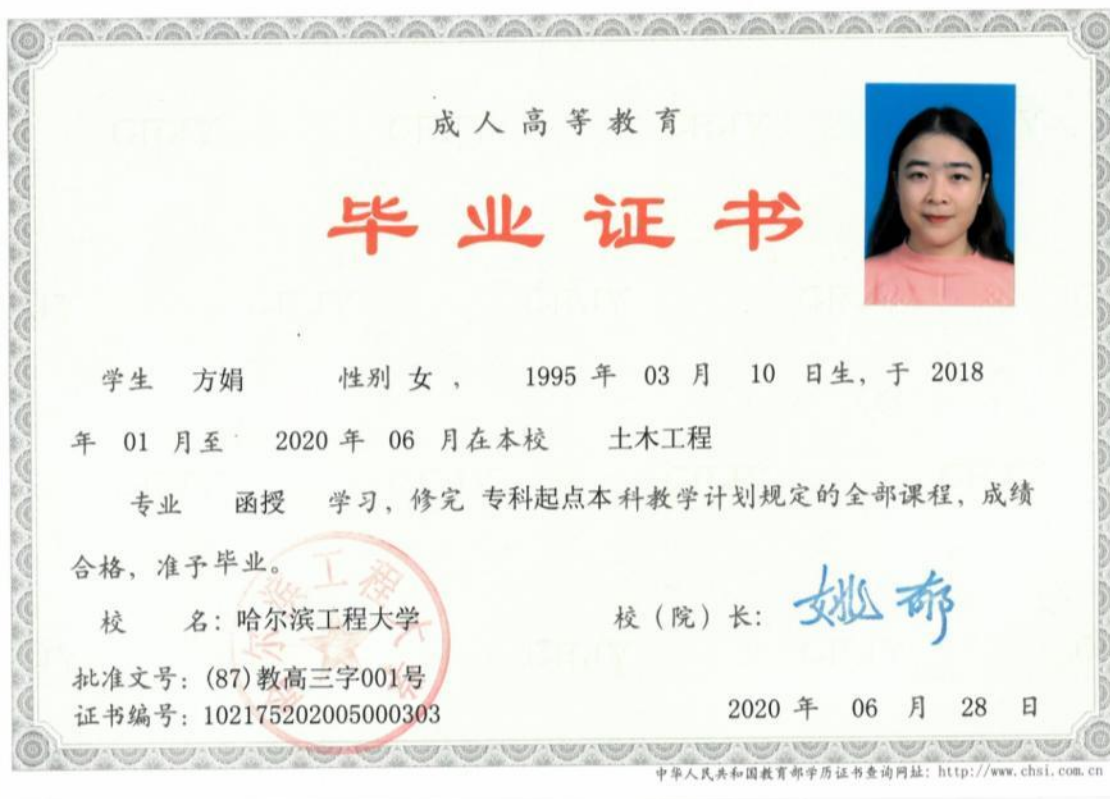 成人高等教育
毕业证书
学生 方娟 性别 女 ， 1995 年 03 月 10 日生，于 2018
年 01 月至 2020 年 06 月在本校 土木工程
专业 函授 学习，修完 专科起点本 科教学计划规定的全部课程，成绩
合格，准予毕业。
校 名：哈尔滨工程大学
校（院）长：姚郁
批准文号：(87)教高三字001号
证书编号：102175202005000303
2020 年 06 月 28 日
哈尔滨工程大学
中华人民共和国教育部学历证书查询网址：http://www.chsi.com.cn